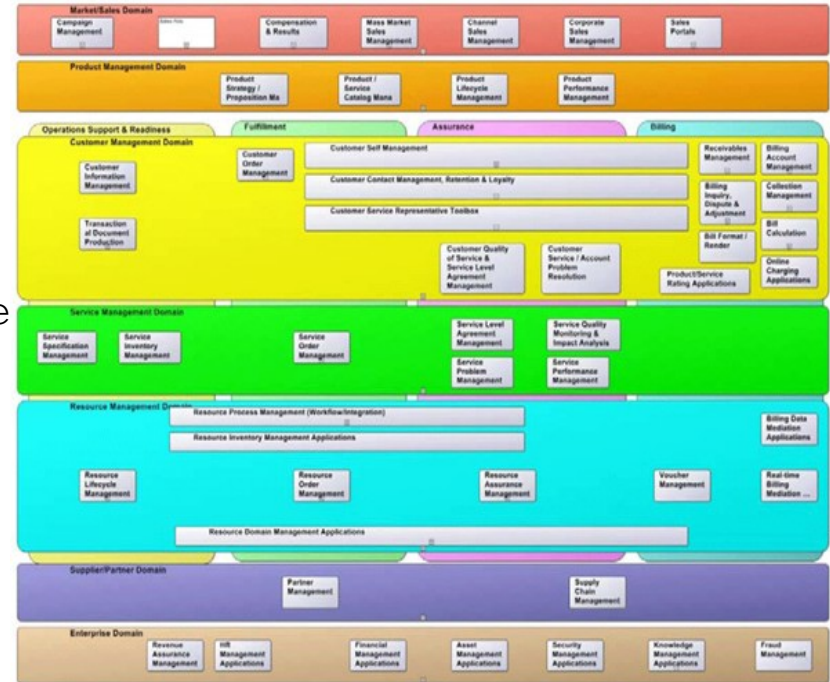 Market/Sales Domain
Campaign
Management
Sales Aids
Compensation
& Results
Mass Market
Sales
Management
Channel
Sales
Management
Corporate
Sales
Management
Sales
Portals
Product Management Domain
Product
Strategy /
Proposition Ma
Product /
Service
Catalog Mana
Product
Lifecycle
Management
Product
Performance
Management
Operations Support & Readiness
Fulfillment
Assurance
Billing
Customer Management Domain
Customer
Information
Management
Transaction
al Document
Production
Customer
Order
Management
Customer Self Management
Customer Contact Management, Retention & Loyalty
Customer Service Representative Toolbox
Customer Quality
of Service &
Service Level
Agreement
Management
Customer
Service / Account
Problem
Resolution
Receivables
Management
Billing
Account
Management
Billing
Inquiry,
Dispute &
Adjustment
Collection
Management
Bill Format /
Render
Bill
Calculation
Product/Service
Rating Applications
Online
Charging
Applications
e
Service Management Domain
Service
Specification
Management
Service
Inventory
Management
Service
Order
Management
Service Level
Agreement
Management
Service Quality
Monitoring &
Impact Analysis
Service
Problem
Management
Service
Performance
Management
Resource Management Do in
Resource Process Management (Workflow/Integration)
Resource Inventory Management Applications
Billing Data
Mediation
Applications
Resource
Lifecycle
Management
Resource
Order
Management
Resource
Assurance
Management
Voucher
Management
Real-time
Billing
Mediation ...
Resource Domain Management Applications
Supplier/Partner Domain
Partner
Management
Supply
Chain
Management
Enterprise Domain
Revenue
Assurance
Management
HR
Management
Applications
Financial
Management
Applications
Asset
Management
Applications
Security
Management
Applications
Knowledge
Management
Applications
Fraud
Management